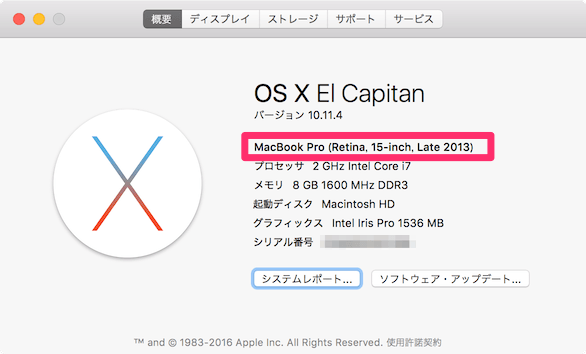 概要 ディスプレイ ストレージ サポート サービス
OS X El Capitan
バージョン 10.11.4
MacBook Pro (Retina, 15-inch, Late 2013)
プロセッサ 2 GHz Intel Core i7
メモリ 8 GB 1600 MHz DDR3
起動ディスク Macintosh HD
グラフィックス Intel Iris Pro 1536 MB
シリアル番号
システムレポート... ソフトウェア・アップデート...
™ and © 1983-2016 Apple Inc. All Rights Reserved. 使用許諾契約